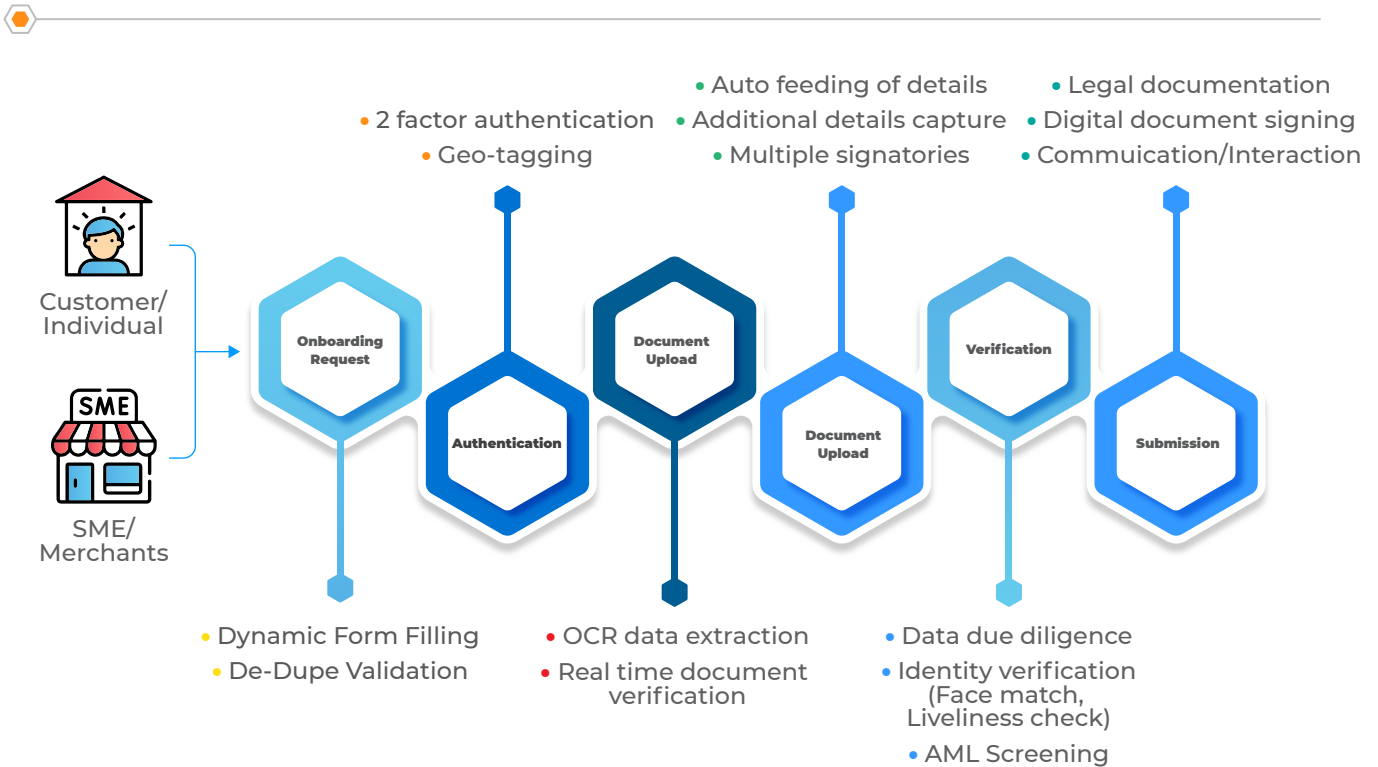 • Auto feeding of details
• Additional details capture
• Multiple signatories
• Legal documentation
• Digital document signing
• Commuication/Interaction
• 2 factor authentication
• Geo-tagging
Customer/
Individual
SME
SME/
Merchants
Onboarding
Request
Authentication
Document
Upload
Document
Upload
Verification
Submission
• Dynamic Form Filling
• De-Dupe Validation
• OCR data extraction
• Real time document
verification
• Data due diligence
• Identity verification
(Face match,
Liveliness check)
• AML Screening